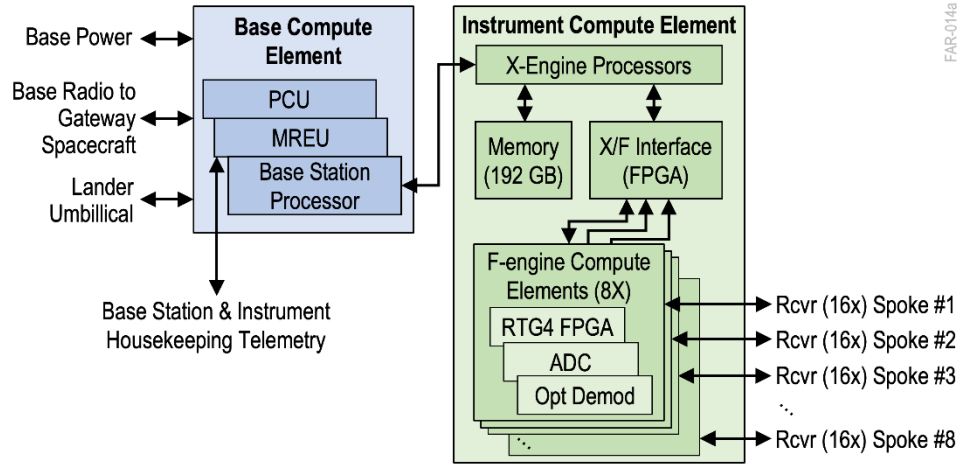 FAR-014a
Base Compute
Element
Instrument Compute Element
Base Power
Base Radio to
Gateway
Spacecraft
Lander
Umbillical
PCU
MREU
Base Station
Processor
Base Station & Instrument
Housekeeping Telemetry
X-Engine Processors
Memory
(192 GB)
X/F Interface
(FPGA)
F-engine Compute
Elements (8X)
RTG4 FPGA
ADC
Opt Demod
...
Rcvr (16x) Spoke #1
Rcvr (16x) Spoke #2
Rcvr (16x) Spoke #3
...
Rcvr (16x) Spoke #8